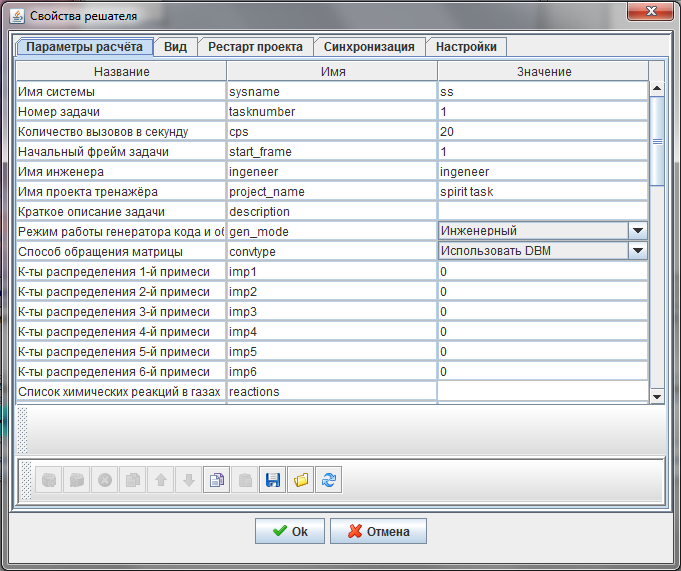 Свойства решателя
Параметры расчёта Вид Рестарт проекта Синхронизация Настройки
Название Имя Значение
Имя системы sysname ss
Номер задачи tasknumber 1
Количество вызовов в секунду cps 20
Начальный фрейм задачи start_frame 1
Имя инженера ingeneer ingeneer
Имя проекта тренажёра project_name spirit task
Краткое описание задачи description
Режим работы генератора кода и об gen_mode Инженерный
Способ обращения матрицы convtype Использовать DBM
К-ты распределения 1-й примеси imp1 0
К-ты распределения 2-й примеси imp2 0
К-ты распределения 3-й примеси imp3 0
К-ты распределения 4-й примеси imp4 0
К-ты распределения 5-й примеси imp5 0
К-ты распределения 6-й примеси imp6 0
Список химических реакций в газах reactions
Ok Отмена